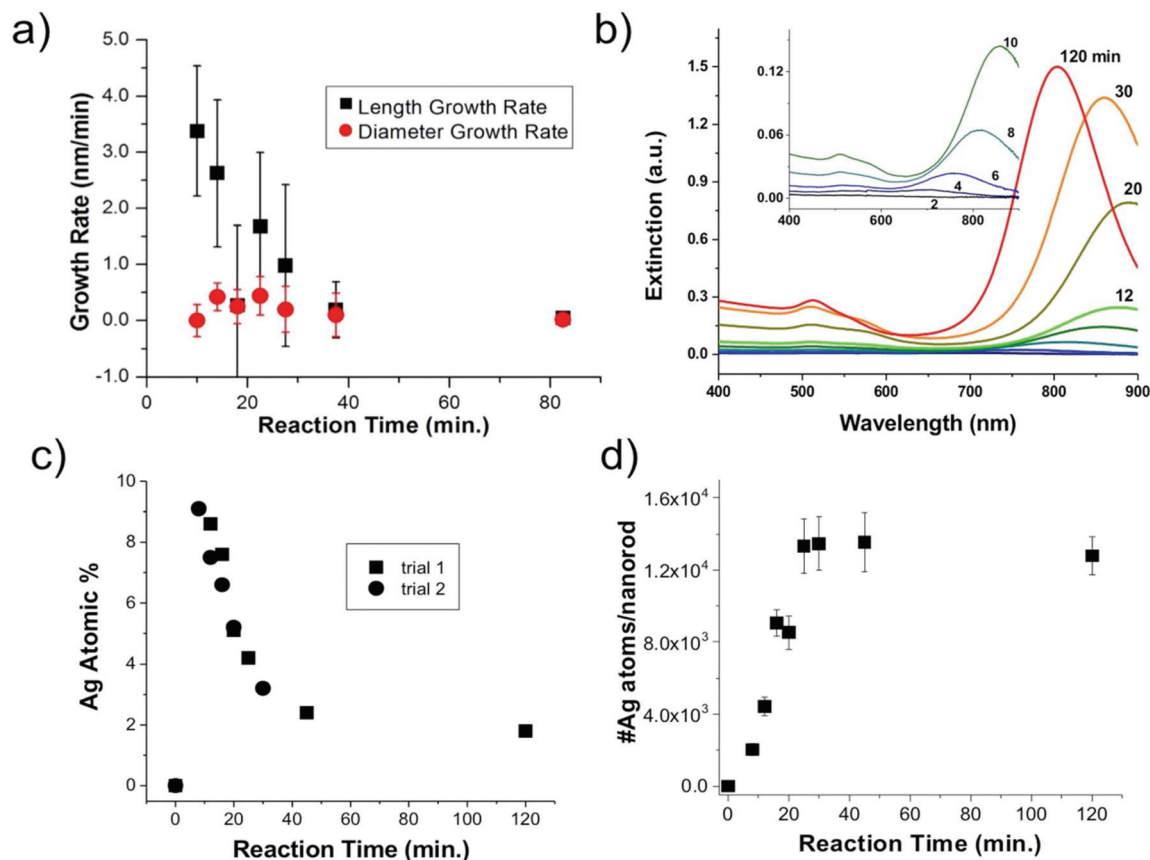 a)
Growth Rate (nm/min)
5.0
4.0
3.0
2.0
1.0
0.0
-1.0
Length Growth Rate
Diameter Growth Rate
0 20 40 60 80
Reaction Time (min.)
b)
Extinction (a.u.)
1.5
1.2
0.9
0.6
0.3
0.0
0.12
0.06
0.00
10
8
6
4
2
400 600 800
120 min
30
20
12
400 500 600 700 800 900
Wavelength (nm)
c)
Ag Atomic %
10
8
6
4
2
0
trial 1
trial 2
0 20 40 60 80 100 120
Reaction Time (min.)
d)
#Ag atoms/nanorod
1.6x10⁴
1.2x10⁴
8.0x10³
4.0x10³
0.0
0 20 40 60 80 100 120
Reaction Time (min.)